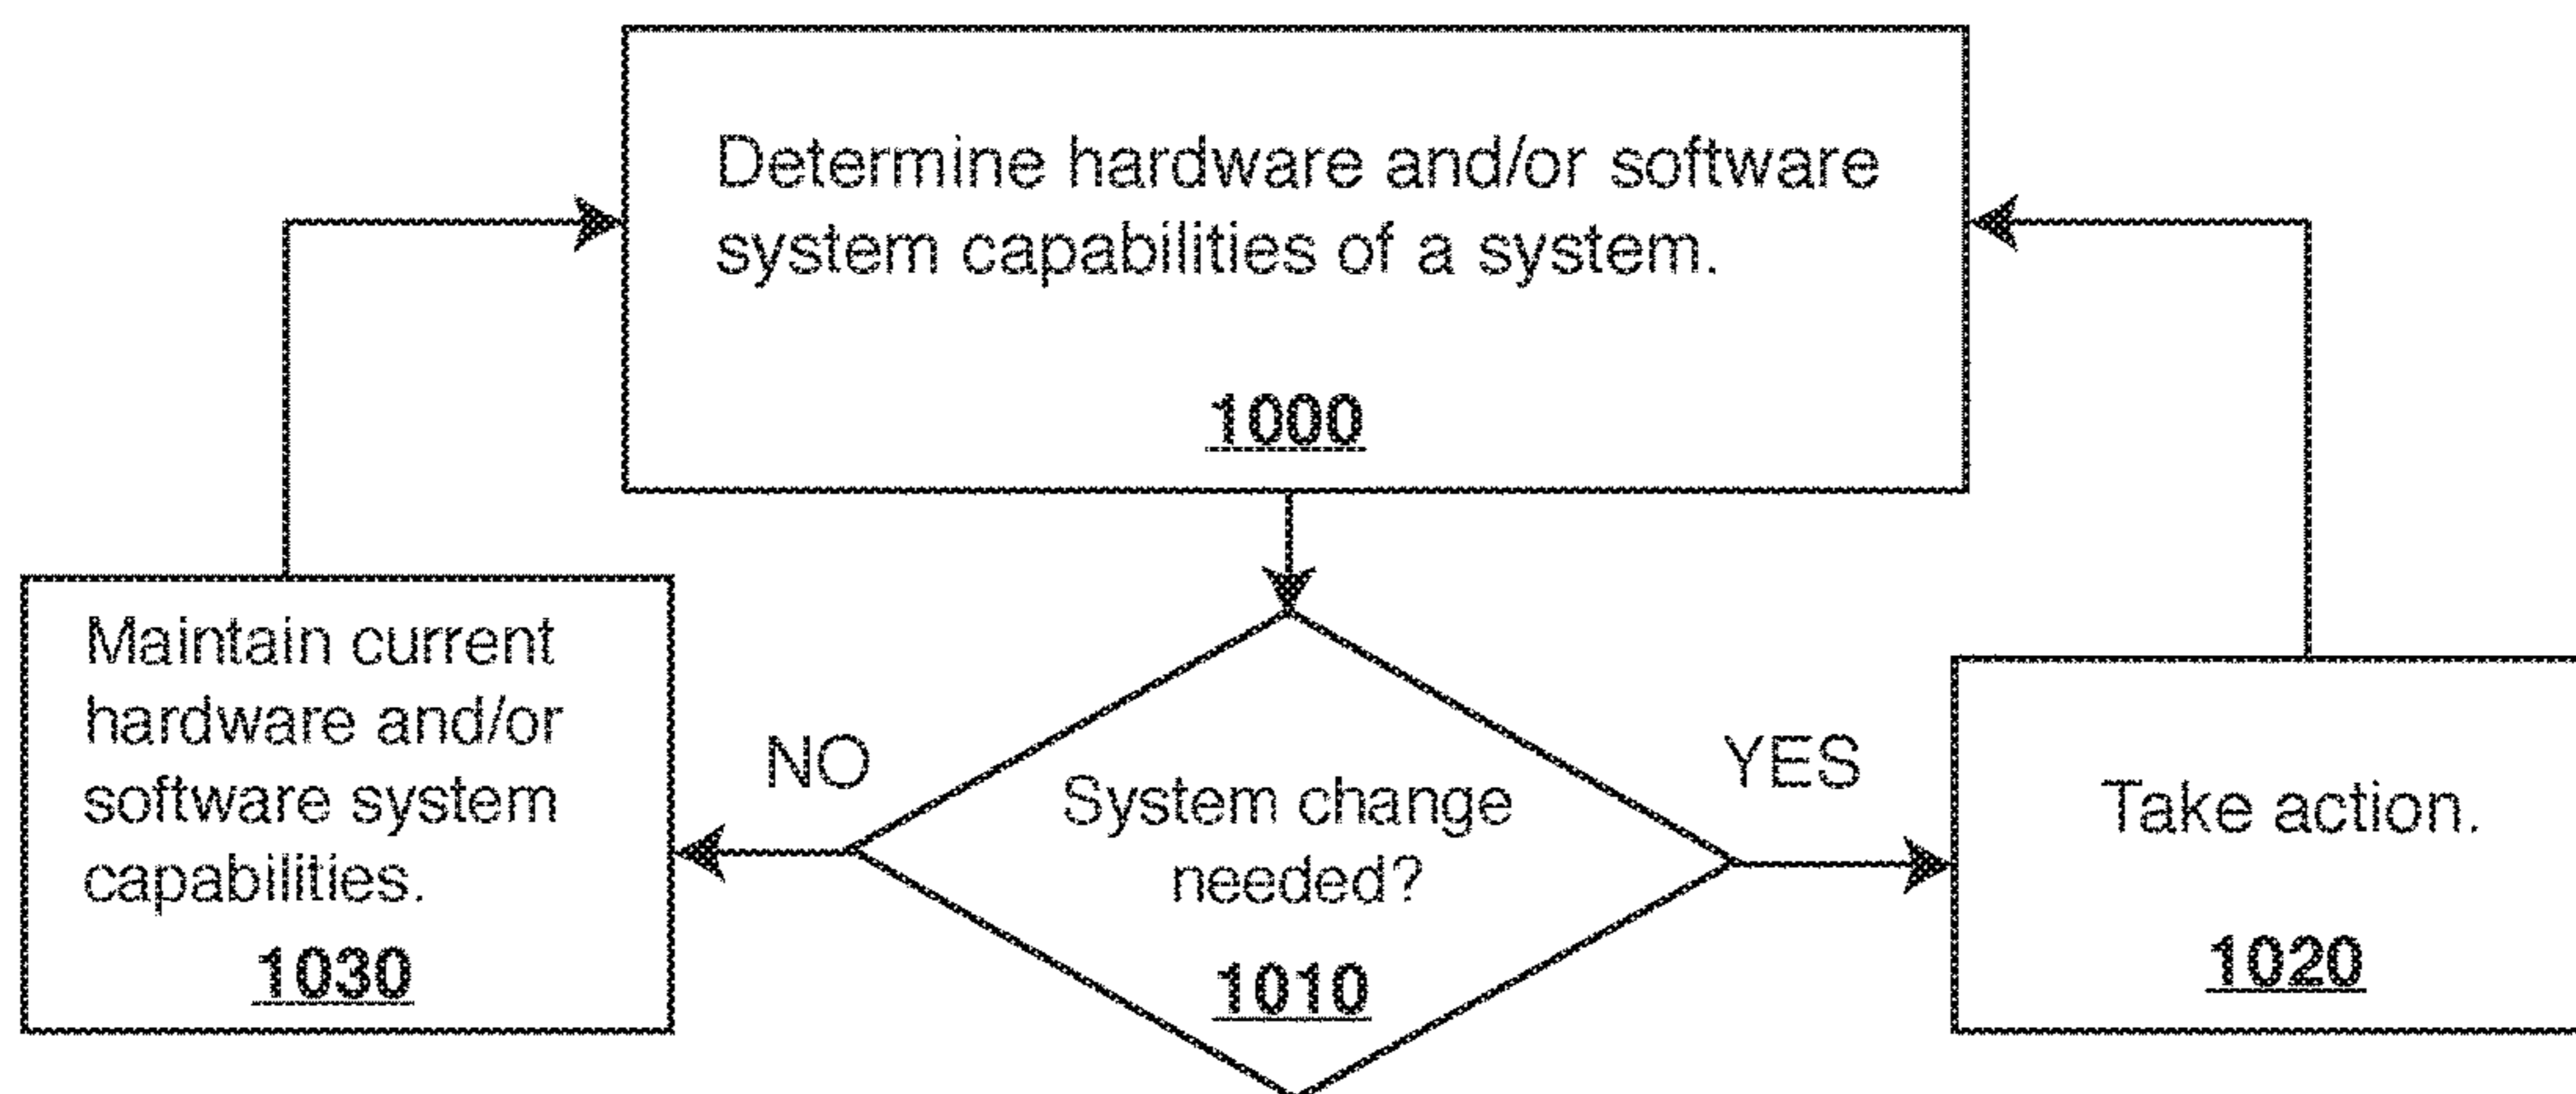 Determine hardware and/or software
system capabilities of a system.
1000
Maintain current
hardware and/or
software system
capabilities.
1030
NO
System change
needed?
1010
YES
Take action.
1020